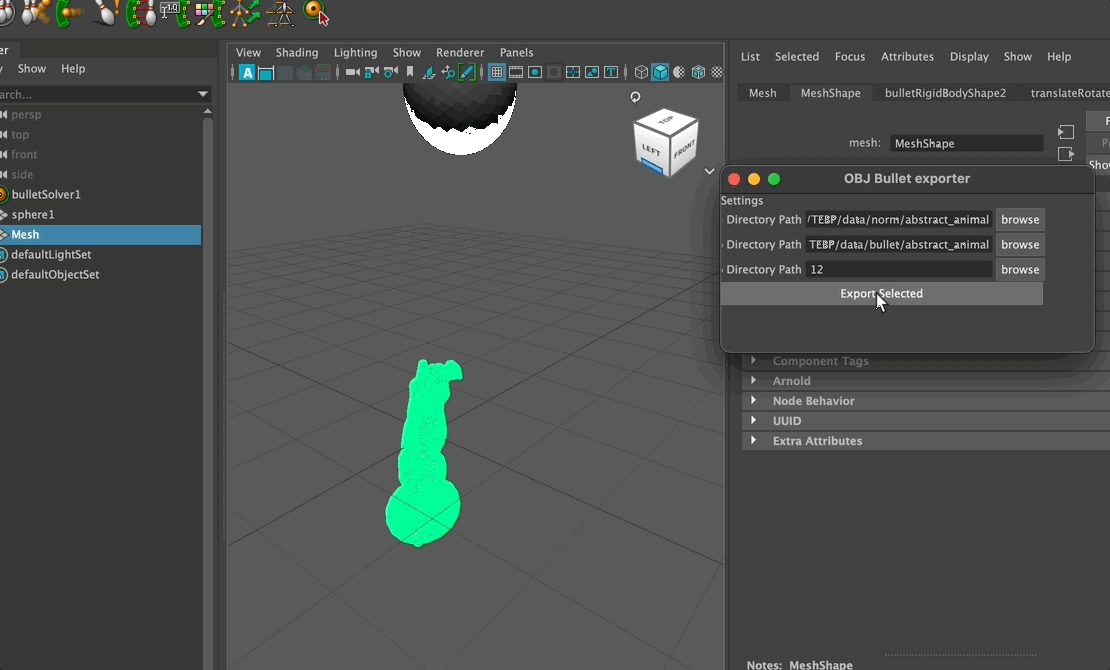 1.0
er
y Show Help
View Shading Lighting Show Renderer Panels
List Selected Focus Attributes Display Show Help
A
T
arch...
Mesh MeshShape bulletRigidBodyShape2 translateRotate
persp
top
front
side
bulletSolver1
sphere1
Mesh
defaultLightSet
defaultObjectSet
TOP
LEFT FRONT
mesh: MeshShape
F
Pr
Show
OBJ Bullet exporter
Settings
Directory Path /TEBP/data/norm/abstract_animal browse
Directory Path TEBP/data/bullet/abstract_animal browse
Directory Path 12 browse
Export Selected
Component Tags
Arnold
Node Behavior
UUID
Extra Attributes
Notes: MeshShape